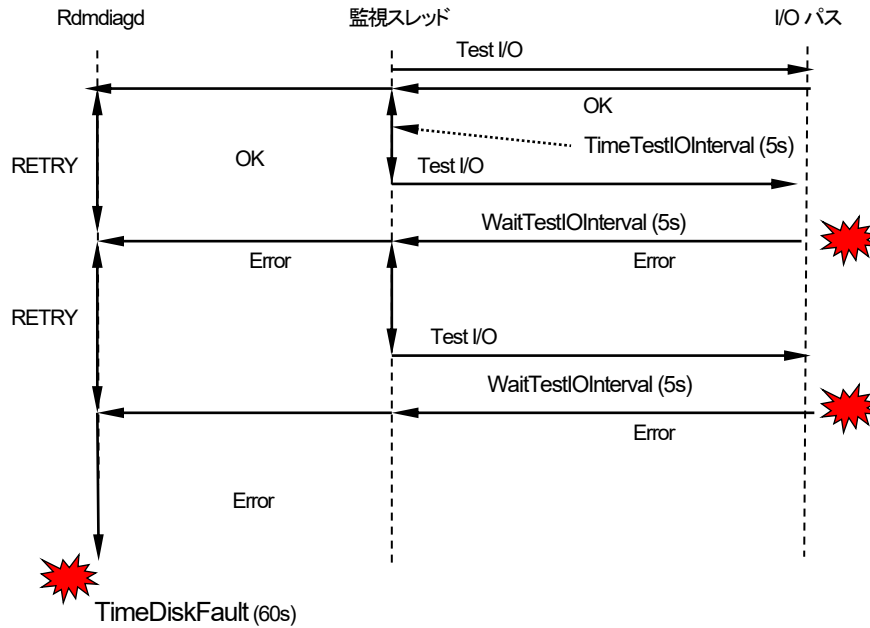 Rdmdiagd
監視スレッド
I/O パス
Test I/O
OK
TimeTestIOInterval (5s)
OK
RETRY
Test I/O
WaitTestIOInterval (5s)
Error
Error
RETRY
Test I/O
WaitTestIOInterval (5s)
Error
Error
TimeDiskFault (60s)